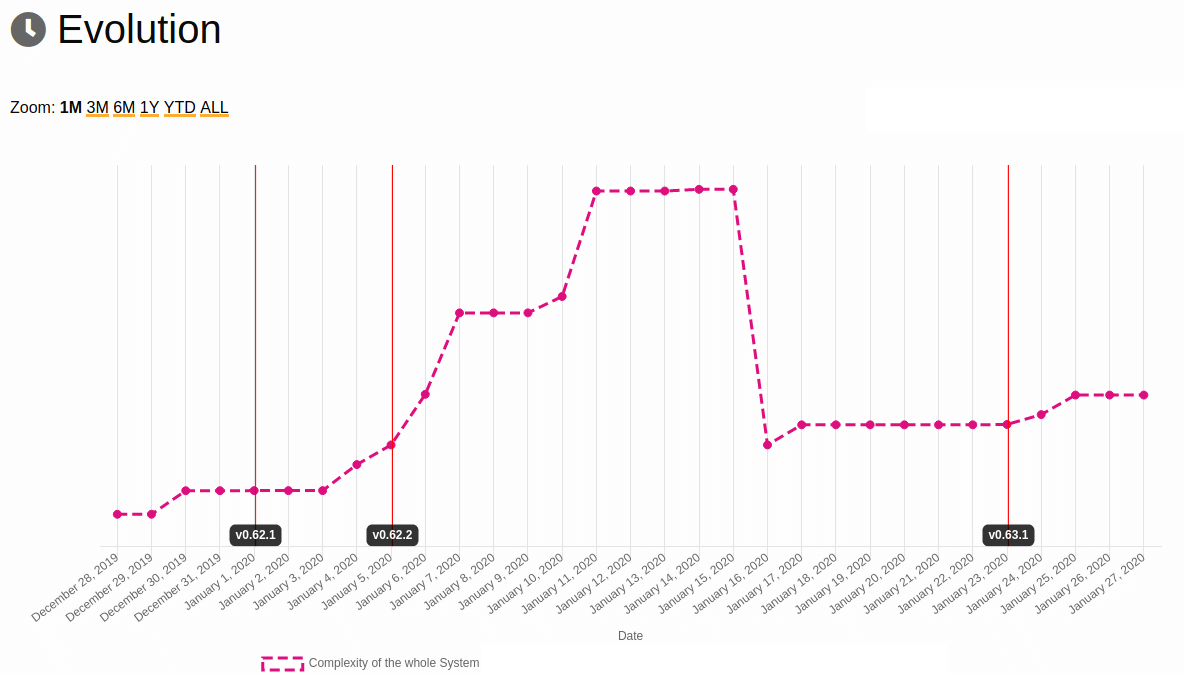 Evolution
Zoom: 1M 3M 6M 1Y YTD ALL
v0.62.1
v0.62.2
v0.63.1
December 28, 2019
December 29, 2019
December 30, 2019
December 31, 2019
January 1, 2020
January 2, 2020
January 3, 2020
January 4, 2020
January 5, 2020
January 6, 2020
January 7, 2020
January 8, 2020
January 9, 2020
January 10, 2020
January 11, 2020
January 12, 2020
January 13, 2020
January 14, 2020
January 15, 2020
January 16, 2020
January 17, 2020
January 18, 2020
January 19, 2020
January 20, 2020
January 21, 2020
January 22, 2020
January 23, 2020
January 24, 2020
January 25, 2020
January 26, 2020
January 27, 2020
Date
Complexity of the whole System